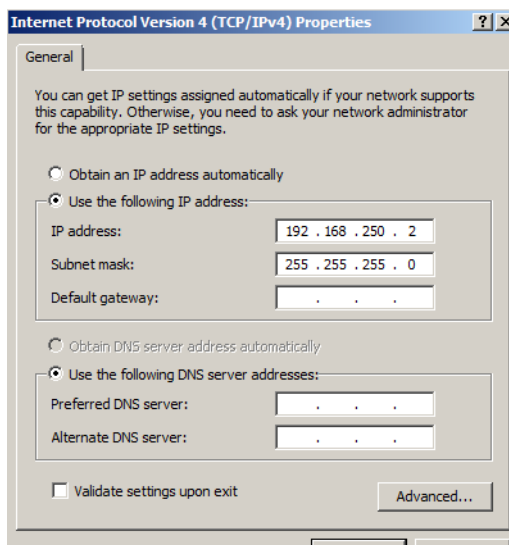 Internet Protocol Version 4 (TCP/IPv4) Properties
General
You can get IP settings assigned automatically if your network supports
this capability. Otherwise, you need to ask your network administrator
for the appropriate IP settings.
Obtain an IP address automatically
Use the following IP address:
IP address: 192 . 168 . 250 . 2
Subnet mask: 255 . 255 . 255 . 0
Default gateway: . . .
Obtain DNS server address automatically
Use the following DNS server addresses:
Preferred DNS server: . . .
Alternate DNS server: . . .
Validate settings upon exit
Advanced...